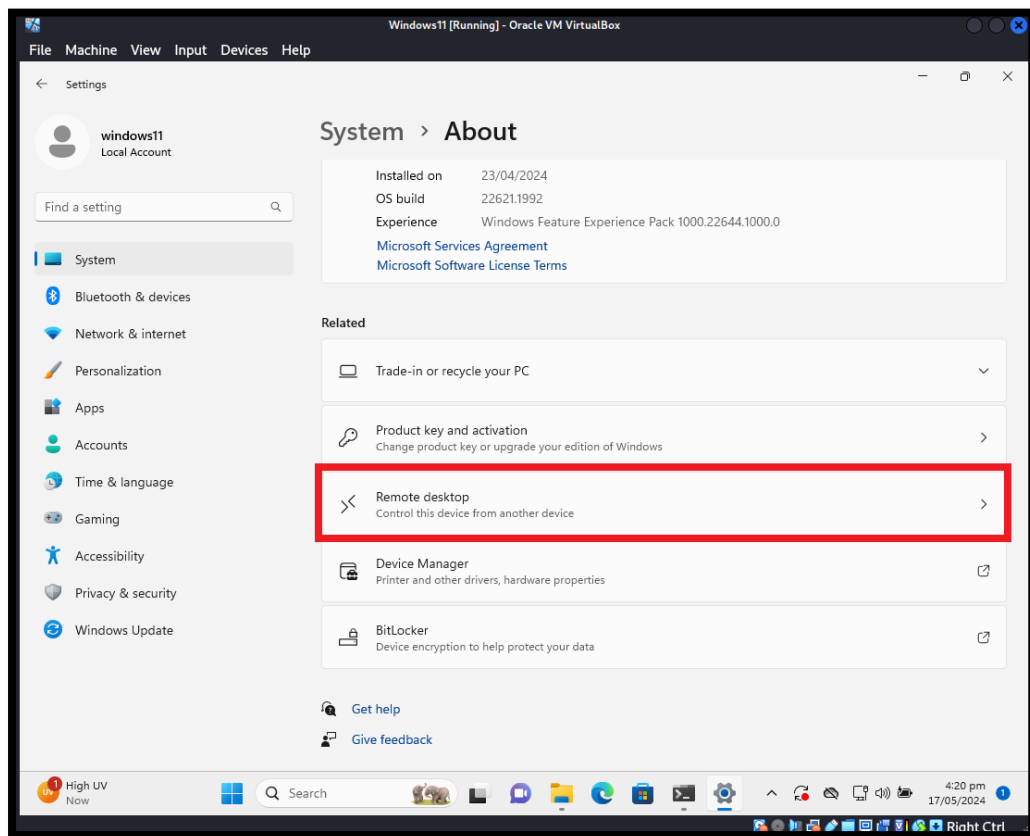 Windows11 [Running] - Oracle VM VirtualBox
File Machine View Input Devices Help
Settings
windows11
Local Account
Find a setting
System
Bluetooth & devices
Network & internet
Personalization
Apps
Accounts
Time & language
Gaming
Accessibility
Privacy & security
Windows Update
System > About
Installed on 23/04/2024
OS build 22621.1992
Experience Windows Feature Experience Pack 1000.22644.1000.0
Microsoft Services Agreement
Microsoft Software License Terms
Related
Trade-in or recycle your PC
Product key and activation
Change product key or upgrade your edition of Windows
Remote desktop
Control this device from another device
Device Manager
Printer and other drivers, hardware properties
BitLocker
Device encryption to help protect your data
Get help
Give feedback
1
UV
High UV
Now
Search
4:20 pm
17/05/2024
1
Right Ctrl